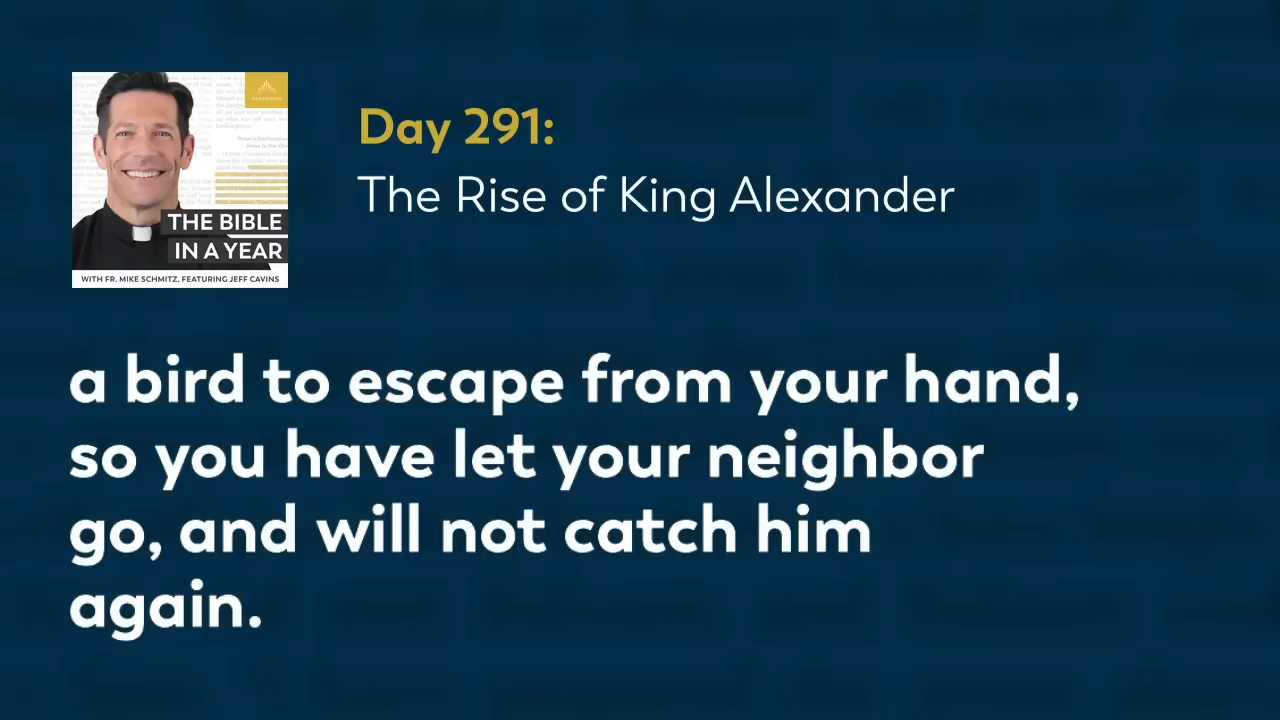 Day 291:
The Rise of King Alexander
THE BIBLE
IN A YEAR
WITH FR. MIKE SCHMITZ, FEATURING JEFF CAVINS
a bird to escape from your hand,
so you have let your neighbor
go, and will not catch him
again.